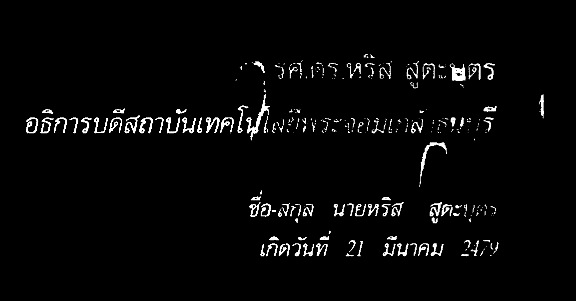 รศ.ดร.หริส สูตะบุตร
อธิการบดีสถาบันเทคโนโลยีพระจอมเกล้าธนบุรี
ชื่อ-สกุล นายหริส สูตะบุตร
เกิดวันที่ 21 มีนาคม 2479